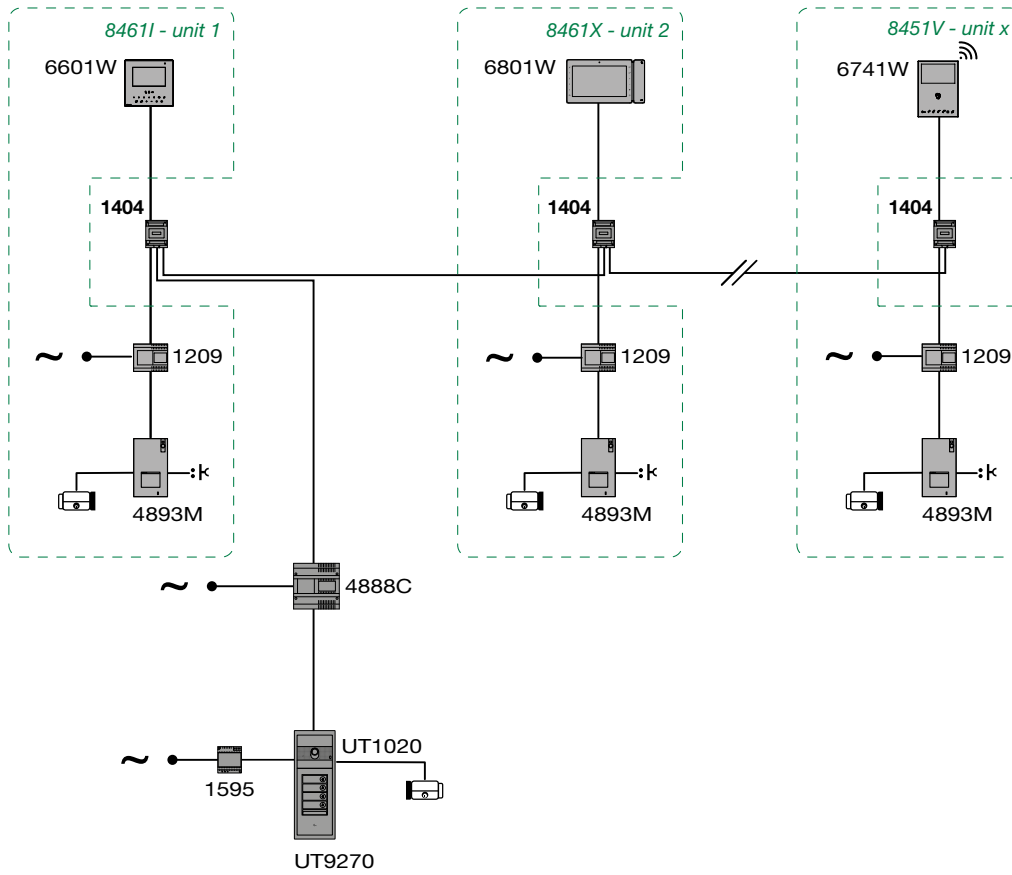 8461I - unit 1
8461X - unit 2
8451V - unit x
6601W
6801W
6741W
1404
1404
1404
~
1209
~
1209
~
1209
4893M
4893M
4893M
~
4888C
UT1020
~
1595
UT9270